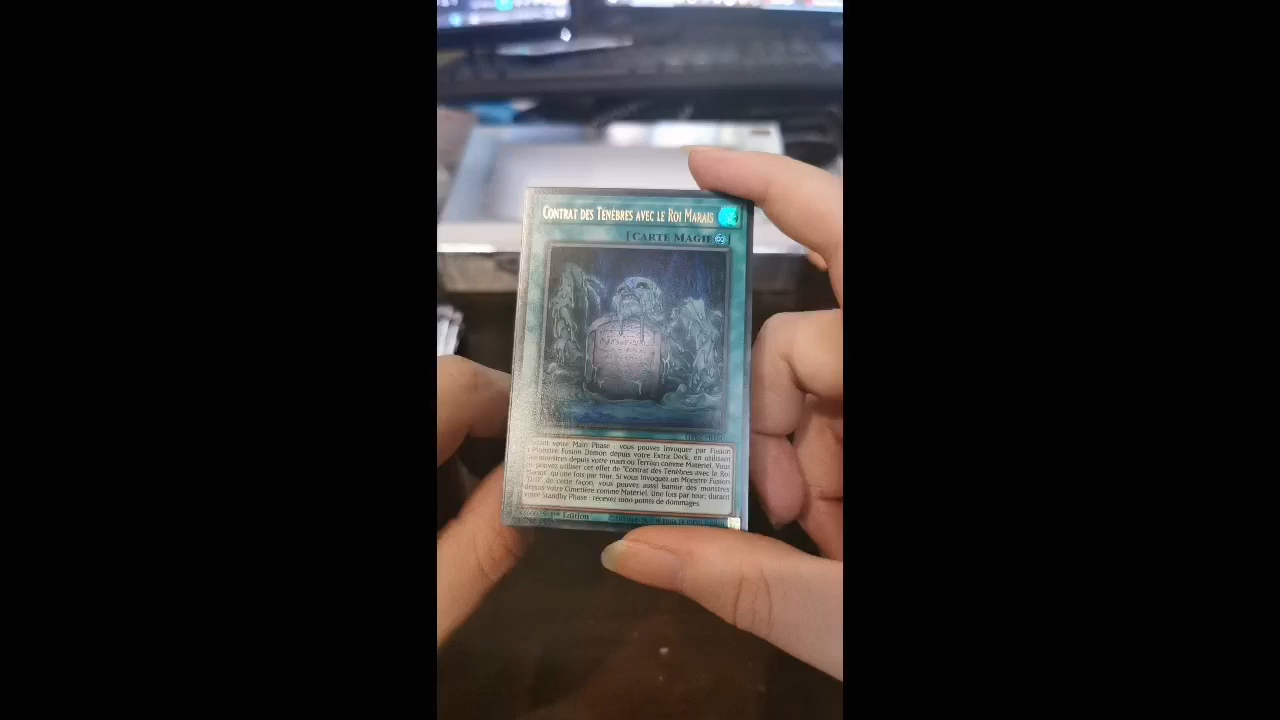 CONTRAT DES TÉNÈBRES AVEC LE ROI MARAIS
[CARTE MAGIE]
votre Main Phase : vous pouvez Invoquer par Fusion
1 Monstre Fusion Démon depuis votre Extra Deck, en utilisant
des monstres depuis votre main ou Terrain comme Matériel. Vous
ne pouvez utiliser cet effet de "Contrat des Ténèbres avec le Roi
Marais" qu'une fois par tour. Si vous Invoquez un Monstre Fusion
"DDD" de cette façon, vous pouvez aussi bannir des monstres
depuis votre Cimetière comme Matériel. Une fois par tour, durant
votre Standby Phase : recevez 1000 points de dommages.
Edition